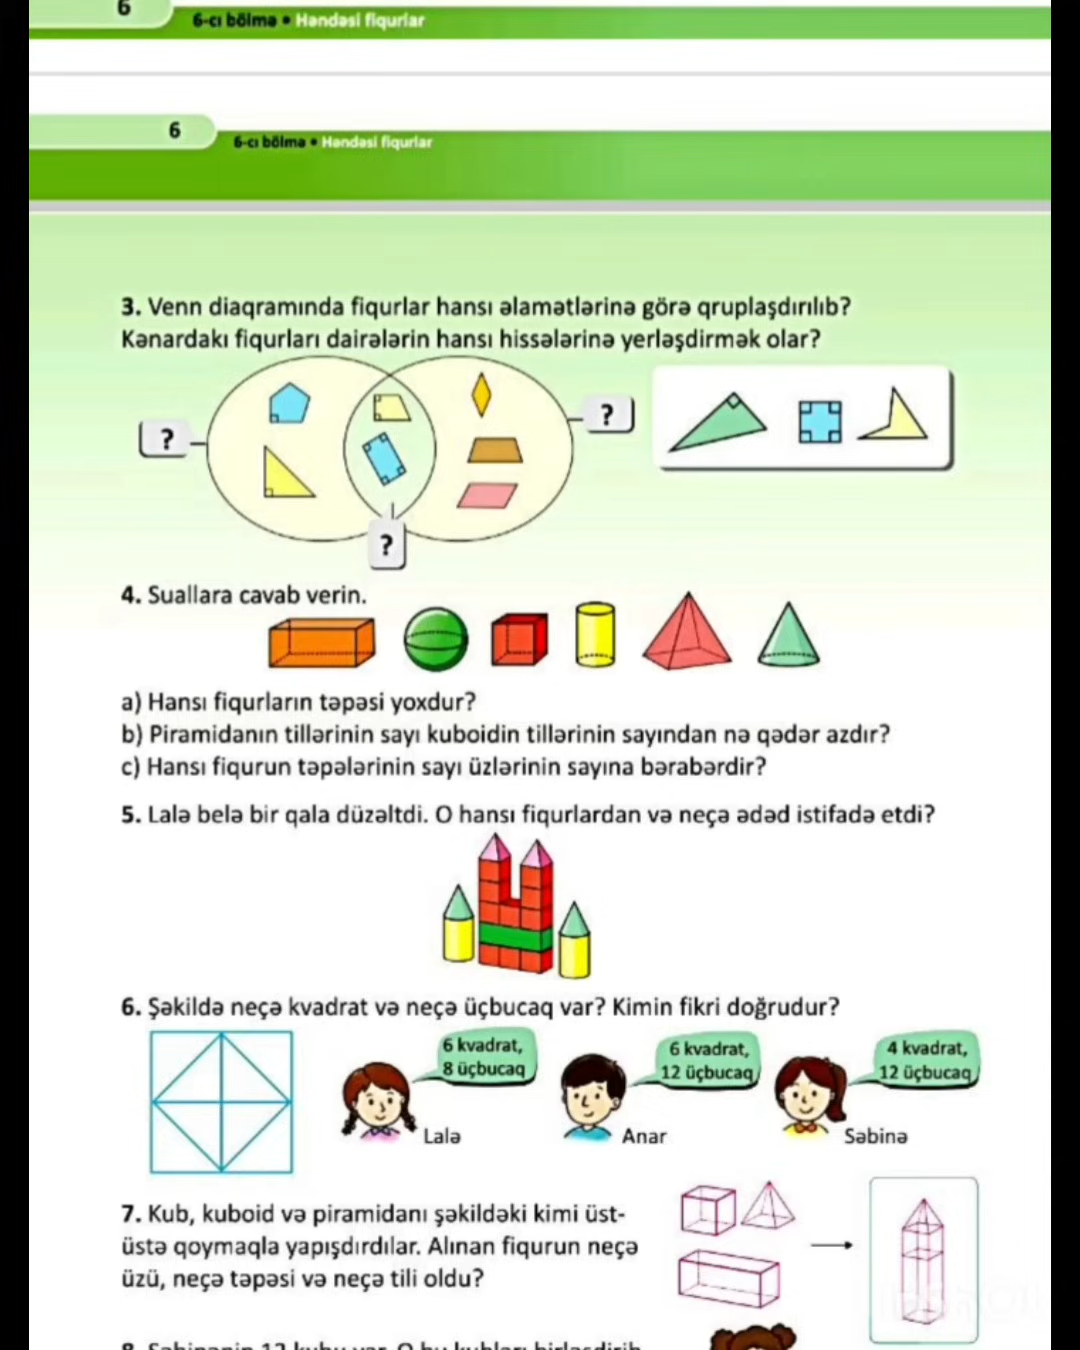 6
6-cı bölmə • Həndəsi fiqurlar
6
6-cı bölmə • Həndəsi fiqurlar
3. Venn diaqramında fiqurlar hansı əlamətlərinə görə qruplaşdırılıb?
Kənardakı fiqurları dairələrin hansı hissələrinə yerləşdirmək olar?
?
?
?
4. Suallara cavab verin.
a) Hansı fiqurların təpəsi yoxdur?
b) Piramidanın tillərinin sayı kuboidin tillərinin sayından nə qədər azdır?
c) Hansı fiqurun təpələrinin sayı üzlərinin sayına bərabərdir?
5. Lalə belə bir qala düzəltdi. O hansı fiqurlardan və neçə ədəd istifadə etdi?
6. Şəkildə neçə kvadrat və neçə üçbucaq var? Kimin fikri doğrudur?
6 kvadrat,
8 üçbucaq
Lalə
6 kvadrat,
12 üçbucaq
Anar
4 kvadrat,
12 üçbucaq
Səbinə
7. Kub, kuboid və piramidanı şəkildəki kimi üst-
üstə qoymaqla yapışdırdılar. Alınan fiqurun neçə
üzü, neçə təpəsi və neçə tili oldu?